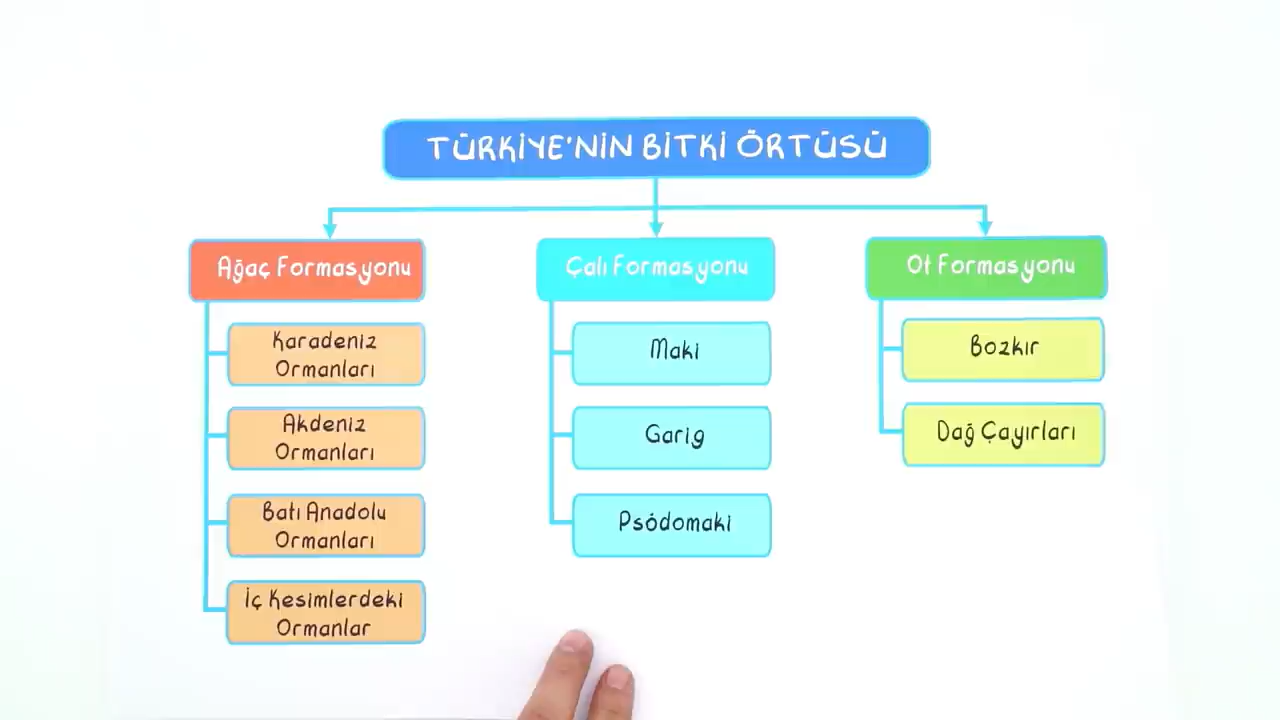 TÜRKİYE'NİN BİTKİ ÖRTÜSÜ
Ağaç Formasyonu
Karadeniz
Ormanları
Akdeniz
Ormanları
Batı Anadolu
Ormanları
İç Kesimlerdeki
Ormanlar
Çalı Formasyonu
Maki
Garig
Psödomaki
Ot Formasyonu
Bozkır
Dağ Çayırları